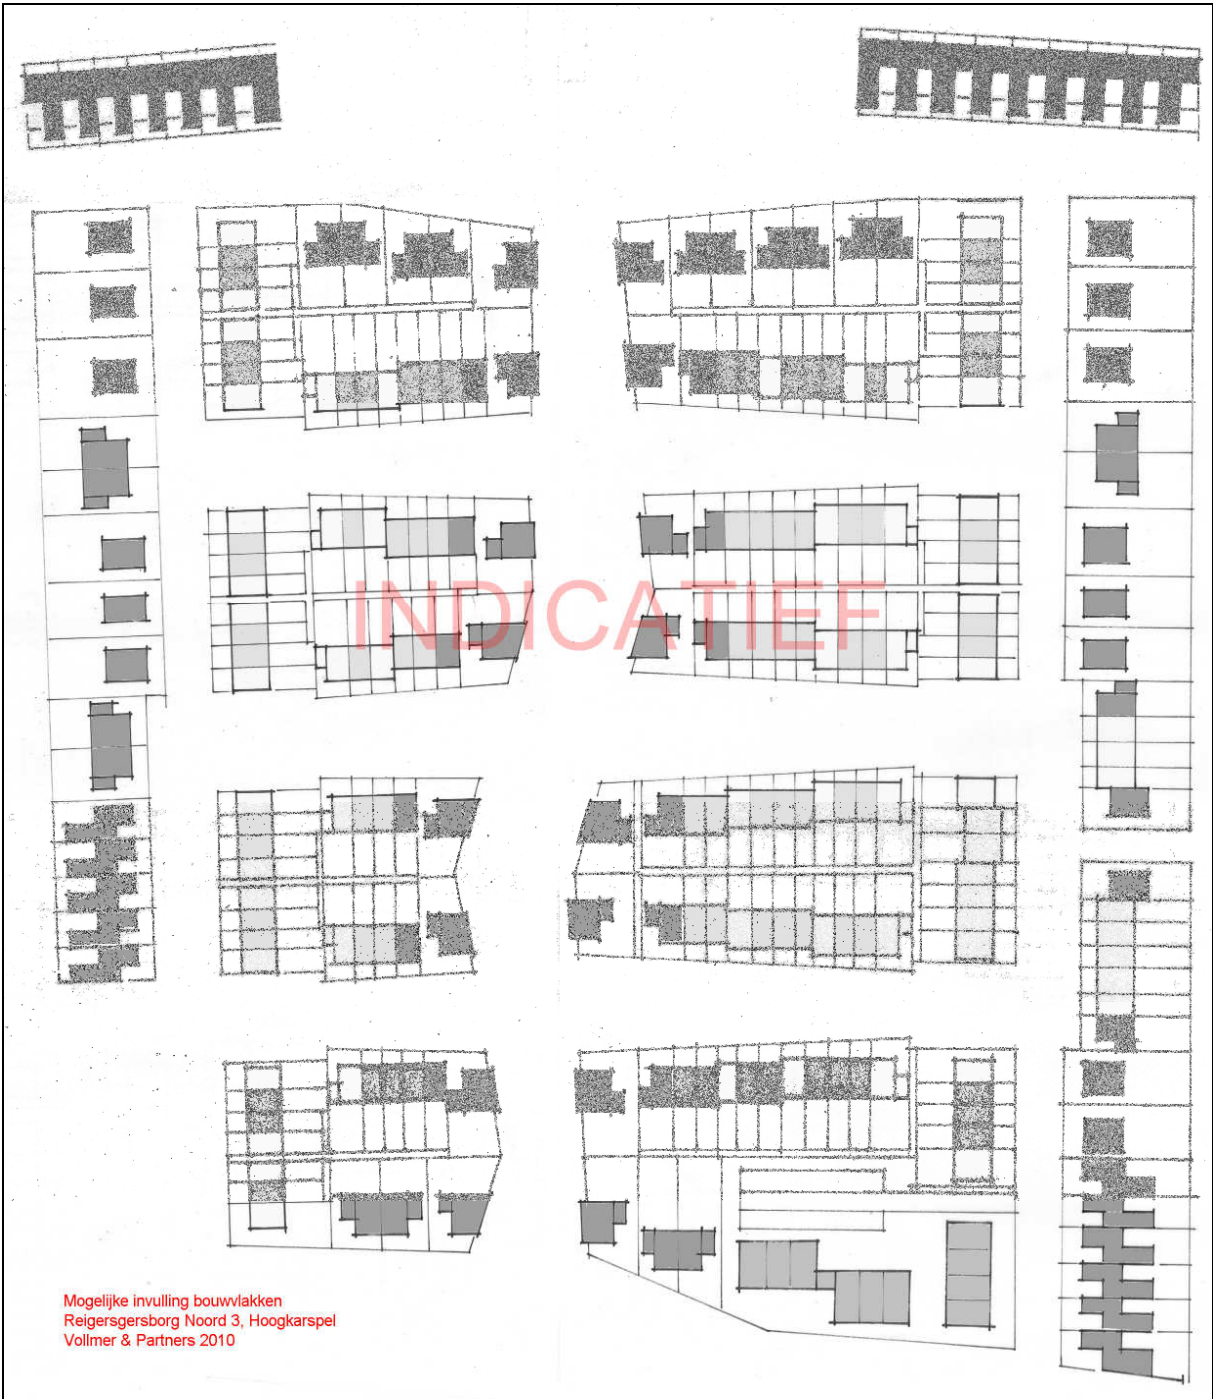 INDICATIEF
Mogelijke invulling bouwvlakken
Reigersgersborg Noord 3, Hoogkarspel
Vollmer & Partners 2010